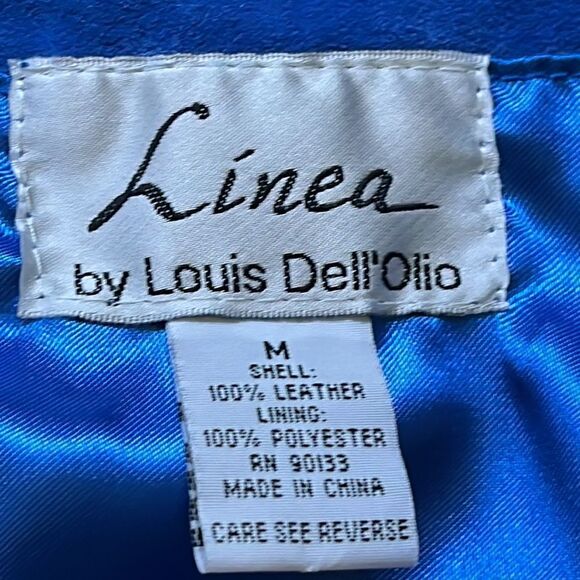 Linea
by Louis Dell'Olio
M
SHELL:
100% LEATHER
LINING:
100% POLYESTER
RN 90133
MADE IN CHINA
CARE SEE REVERSE